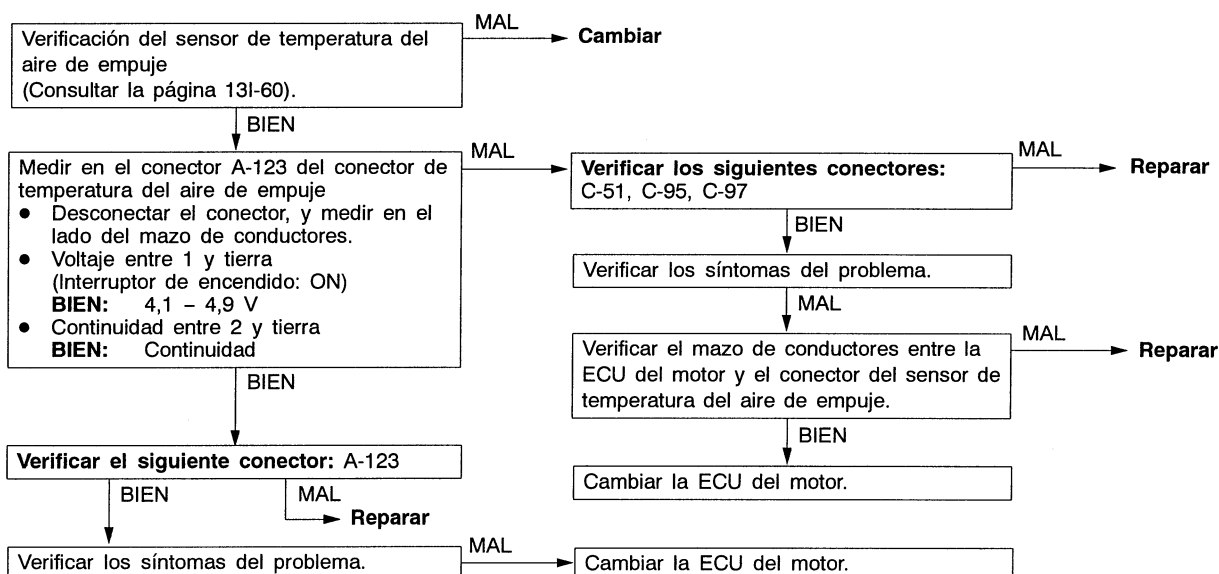 Verificación del sensor de temperatura del
aire de empuje
(Consultar la página 13I-60).
MAL
Cambiar
BIEN
Medir en el conector A-123 del conector de
temperatura del aire de empuje
● Desconectar el conector, y medir en el
lado del mazo de conductores.
● Voltaje entre 1 y tierra
(Interruptor de encendido: ON)
BIEN: 4,1 – 4,9 V
● Continuidad entre 2 y tierra
BIEN: Continuidad
MAL
Verificar los siguientes conectores:
C-51, C-95, C-97
MAL
Reparar
BIEN
Verificar los síntomas del problema.
MAL
Verificar el mazo de conductores entre la
ECU del motor y el conector del sensor de
temperatura del aire de empuje.
MAL
Reparar
BIEN
Cambiar la ECU del motor.
BIEN
Verificar el siguiente conector: A-123
BIEN
MAL
Reparar
Verificar los síntomas del problema.
MAL
Cambiar la ECU del motor.